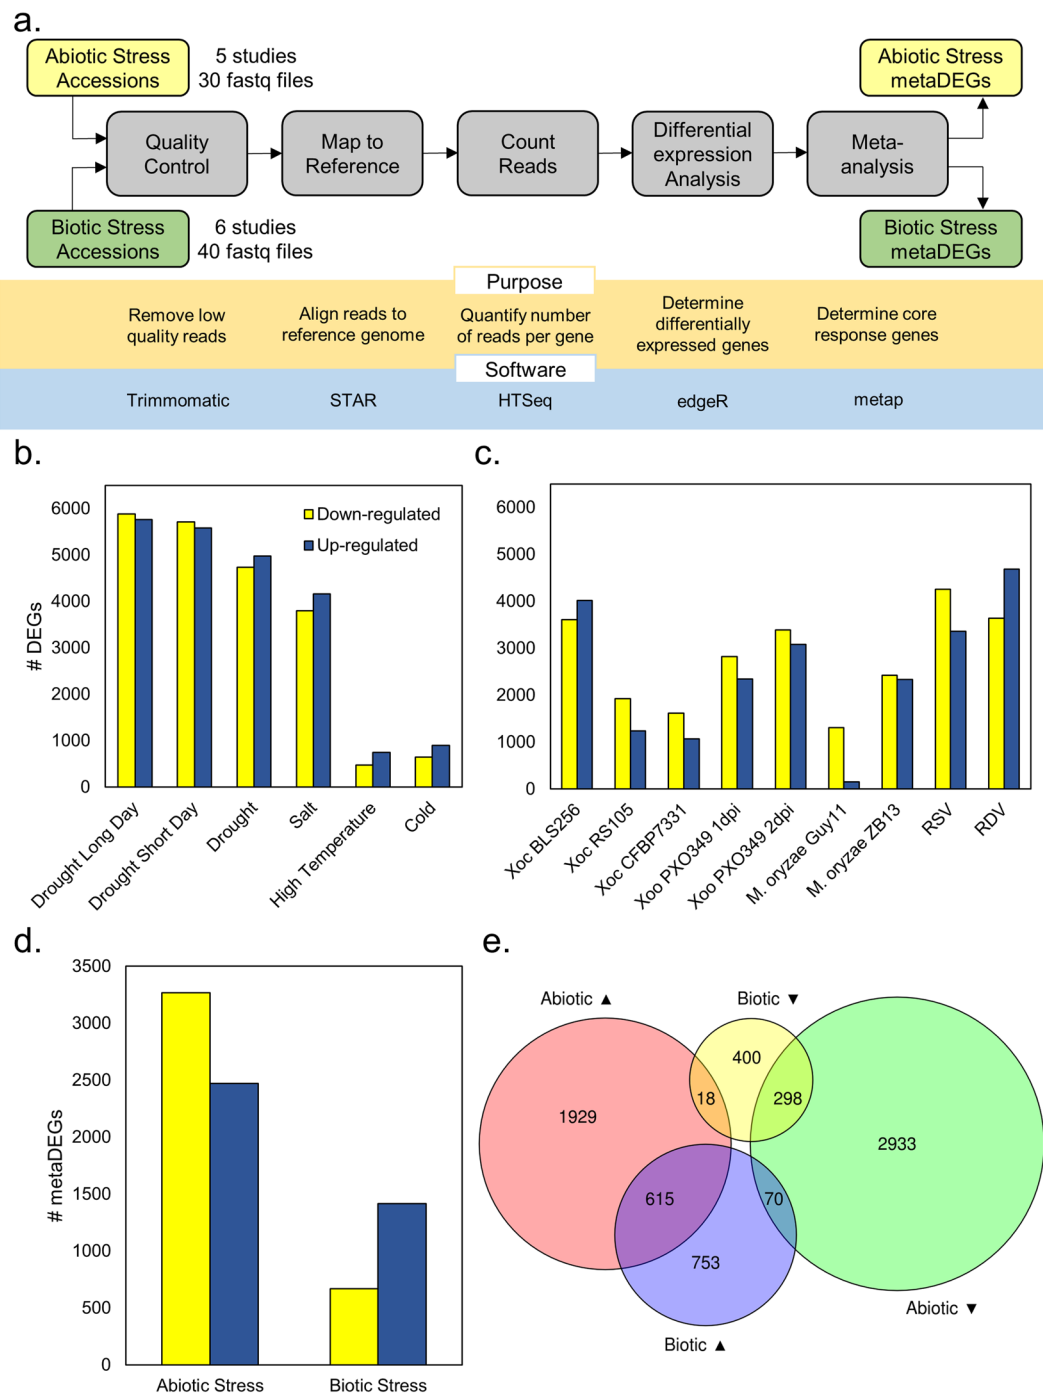 a.
Abiotic Stress
Accessions
5 studies
30 fastq files
Abiotic Stress
metaDEGs
Quality
Control
Map to
Reference
Count
Reads
Differential
expression
Analysis
Meta-
analysis
Biotic Stress
Accessions
6 studies
40 fastq files
Biotic Stress
metaDEGs
Purpose
Remove low
quality reads
Align reads to
reference genome
Quantify number
of reads per gene
Determine
differentially
expressed genes
Determine core
response genes
Software
Trimmomatic
STAR
HTSeq
edgeR
metap
b.
# DEGs
6000
5000
4000
3000
2000
1000
0
Down-regulated
Up-regulated
Drought Long Day
Drought Short Day
Drought
Salt
High Temperature
Cold
c.
6000
5000
4000
3000
2000
1000
0
Xoc BLS256
Xoc RS105
Xoc CFBP7331
Xoo PXO349 1dpi
Xoo PXO349 2dpi
M. oryzae Guy11
M. oryzae ZB13
RSV
RDV
d.
# metaDEGs
3500
3000
2500
2000
1500
1000
500
0
Abiotic Stress
Biotic Stress
e.
Abiotic ▲
Biotic ▼
400
18
298
1929
2933
615
70
753
Abiotic ▼
Biotic ▲